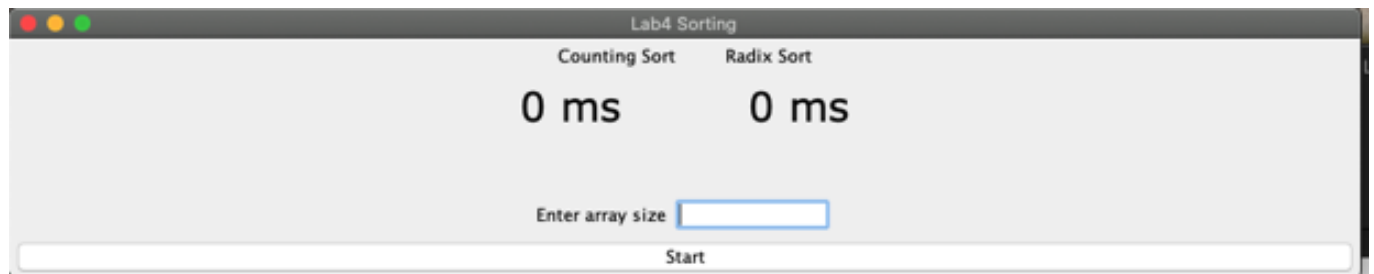 Lab4 Sorting
Counting Sort Radix Sort
0 ms 0 ms
Enter array size
Start